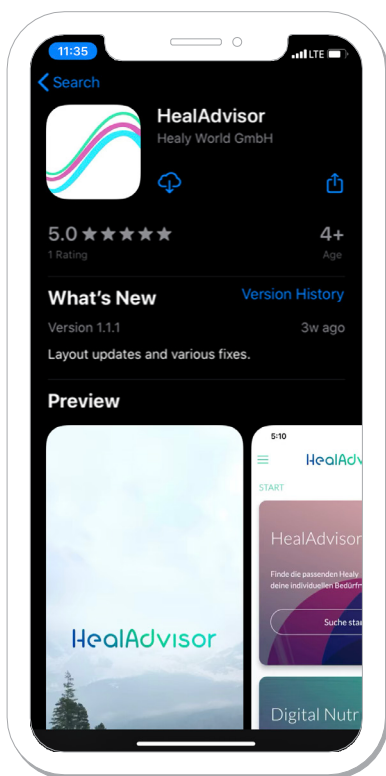 11:35
LTE
Search
HealAdvisor
Healy World GmbH
5.0
4+
1 Rating
Age
What's New
Version History
Version 1.1.1
3w ago
Layout updates and various fixes.
Preview
HealAdvisor
5:10
HealAdv
START
HealAdvisor
Finde die passenden Healy
deine individuellen Bedürfn
Suche star
Digital Nutr